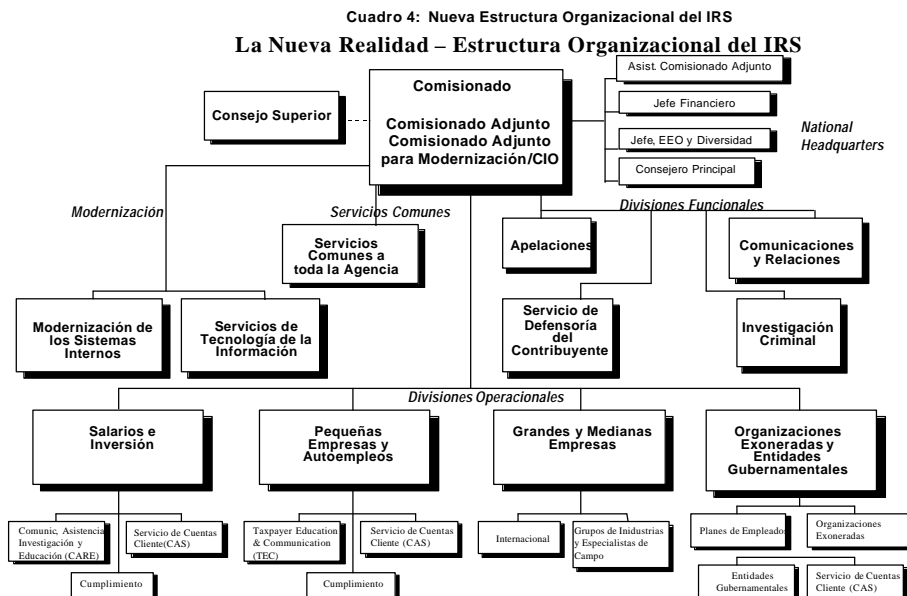 Cuadro 4: Nueva Estructura Organizacional del IRS
La Nueva Realidad – Estructura Organizacional del IRS
Consejo Superior
Comisionado
Comisionado Adjunto
Comisionado Adjunto
para Modernización/CIO
Asist. Comisionado Adjunto
Jefe Financiero
Jefe, EEO y Diversidad
Consejero Principal
National
Headquarters
Modernización
Servicios Comunes
Divisiones Funcionales
Servicios
Comunes a
toda la Agencia
Apelaciones
Comunicaciones
y Relaciones
Modernización de
los Sistemas
Internos
Servicios de
Tecnología de la
Información
Servicio de
Defensoría
del
Contribuyente
Investigación
Criminal
Divisiones Operacionales
Salarios e
Inversión
Pequeñas
Empresas y
Autoempleos
Grandes y Medianas
Empresas
Organizaciones
Exoneradas y
Entidades
Gubernamentales
Comunic, Asistencia
Investigación y
Educación (CARE)
Servicio de Cuentas
Cliente(CAS)
Cumplimiento
Taxpayer Education
& Communication
(TEC)
Servicio de Cuentas
Cliente (CAS)
Cumplimiento
Internacional
Grupos de Inidustrias
y Especialistas de
Campo
Planes de Empleados
Organizaciones
Exoneradas
Entidades
Gubernamentales
Servicio de Cuentas
Cliente (CAS)